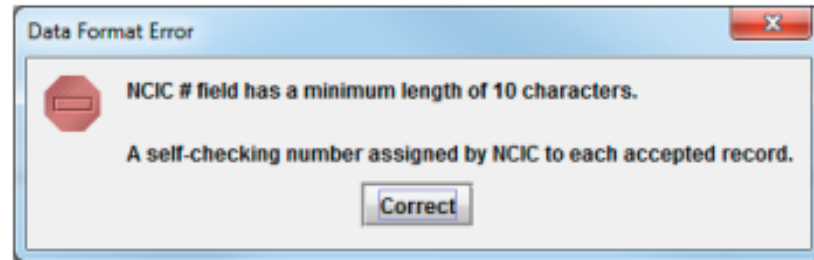 Data Format Error
NCIC # field has a minimum length of 10 characters.
A self-checking number assigned by NCIC to each accepted record.
Correct